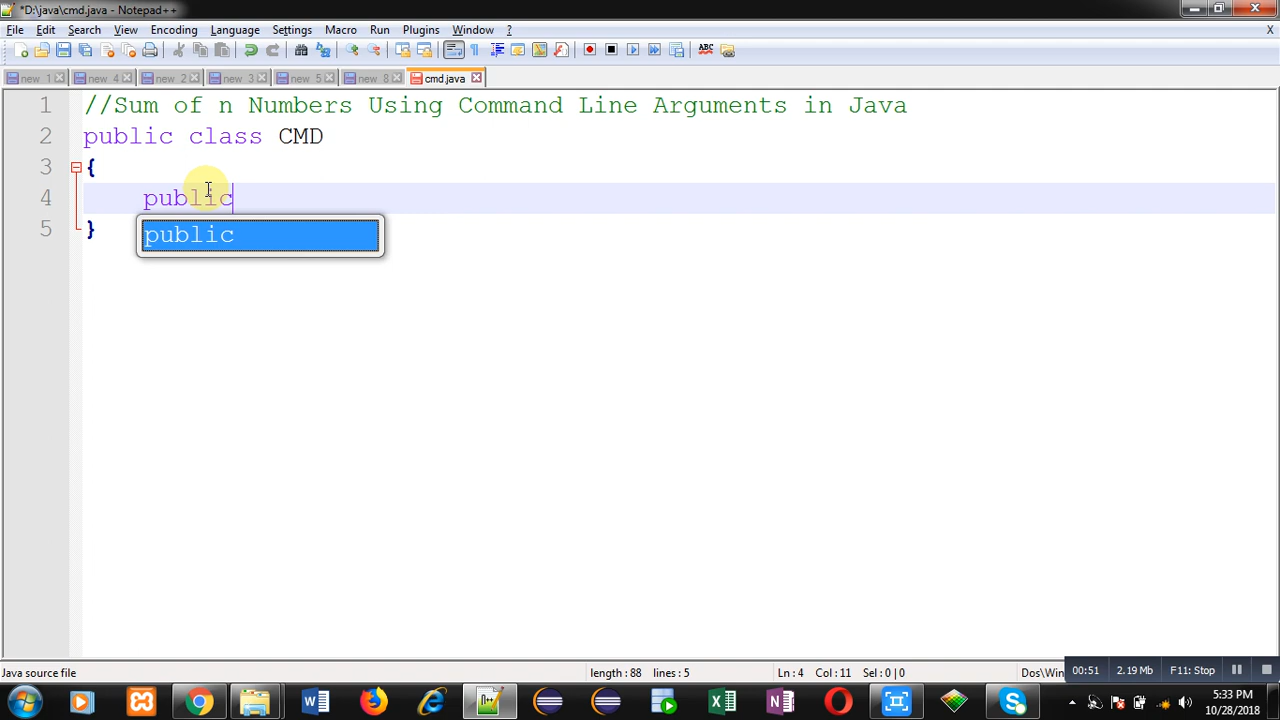 *D:\java\cmd.java - Notepad++
File Edit Search View Encoding Language Settings Macro Run Plugins Window ? X
new 1 new 4 new 2 new 3 new 5 new 8 cmd.java
1 //Sum of n Numbers Using Command Line Arguments in Java
2 public class CMD
3 {
4 public
public
5 }
Java source file length : 88 lines : 5 Ln : 4 Col : 11 Sel : 0 | 0 Dos\Win 00:51 2.19 Mb F11: Stop
5:33 PM
10/28/2018